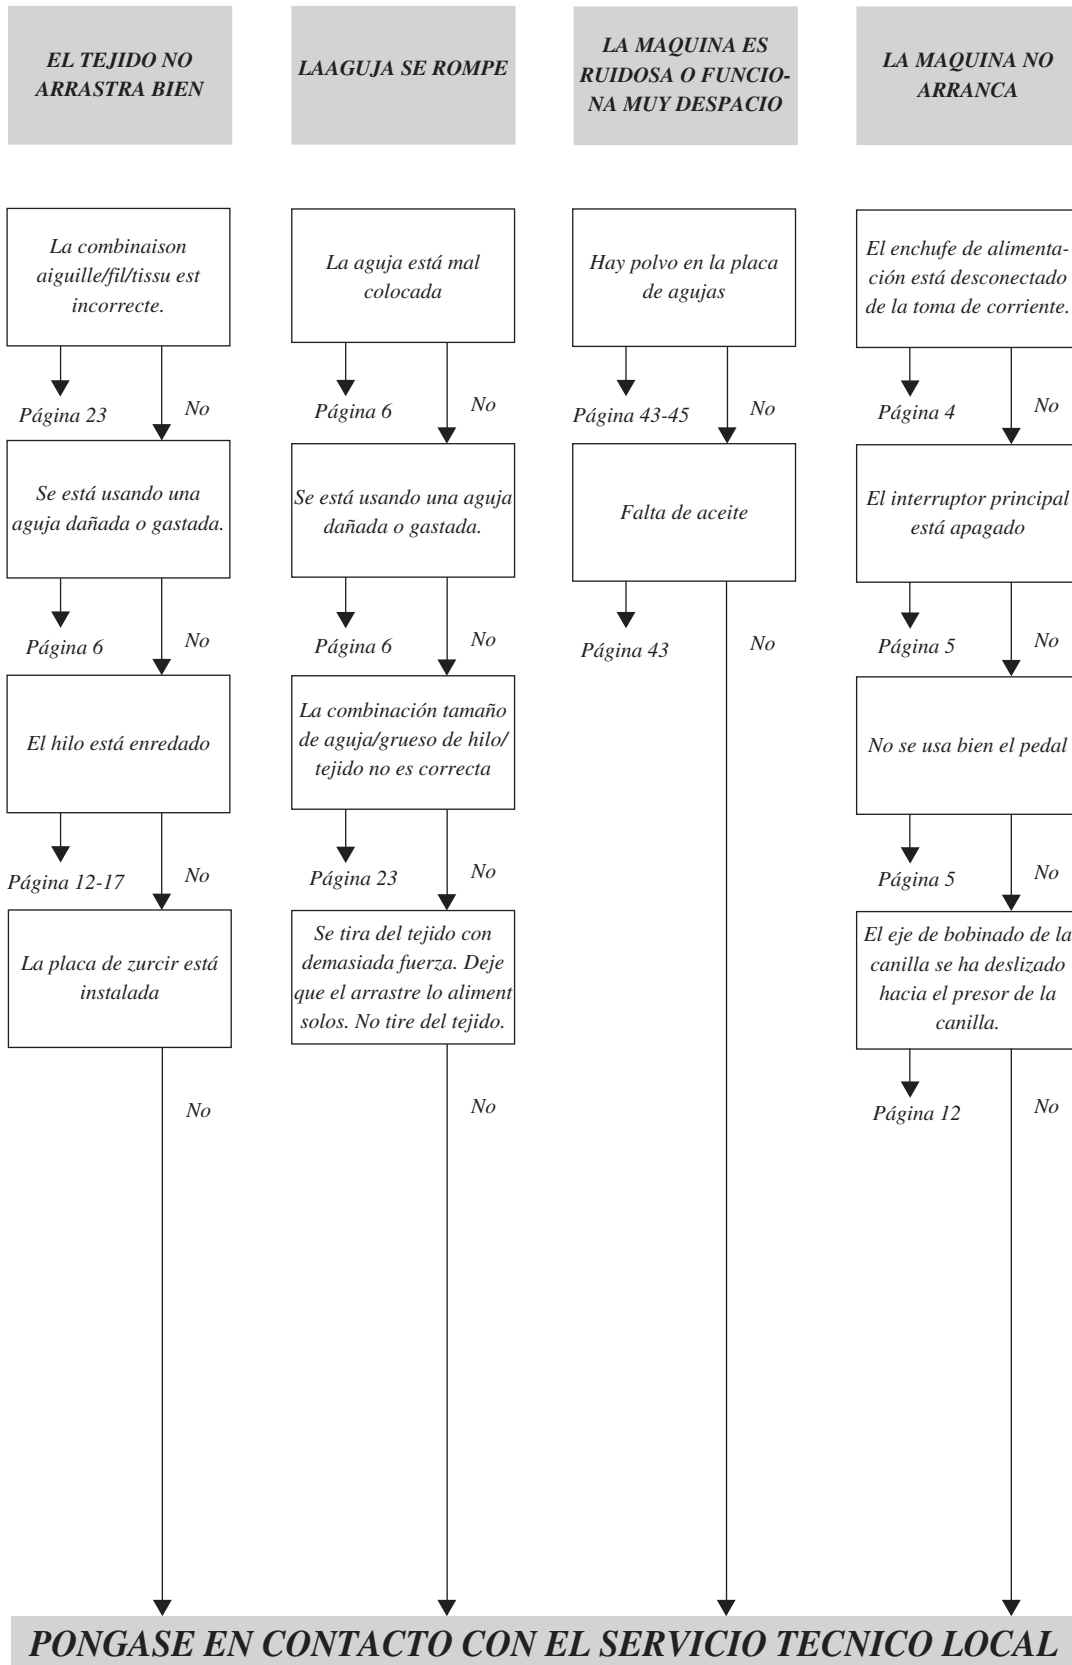 EL TEJIDO NO
ARRASTRA BIEN
La combinaison
aiguille/fil/tissu est
incorrecte.
Página 23
No
Se está usando una
aguja dañada o gastada.
Página 6
No
El hilo está enredado
Página 12-17
No
La placa de zurcir está
instalada
No
LAAGUJA SE ROMPE
La aguja está mal
colocada
Página 6
No
Se está usando una aguja
dañada o gastada.
Página 6
No
La combinación tamaño
de aguja/grueso de hilo/
tejido no es correcta
Página 23
No
Se tira del tejido con
demasiada fuerza. Deje
que el arrastre lo aliment
solos. No tire del tejido.
No
LA MAQUINA ES
RUIDOSA O FUNCIO-
NA MUY DESPACIO
Hay polvo en la placa
de agujas
Página 43-45
No
Falta de aceite
Página 43
No
LA MAQUINA NO
ARRANCA
El enchufe de alimenta-
ción está desconectado
de la toma de corriente.
Página 4
No
El interruptor principal
está apagado
Página 5
No
No se usa bien el pedal
Página 5
No
El eje de bobinado de la
canilla se ha deslizado
hacia el presor de la
canilla.
Página 12
No
PONGASE EN CONTACTO CON EL SERVICIO TECNICO LOCAL